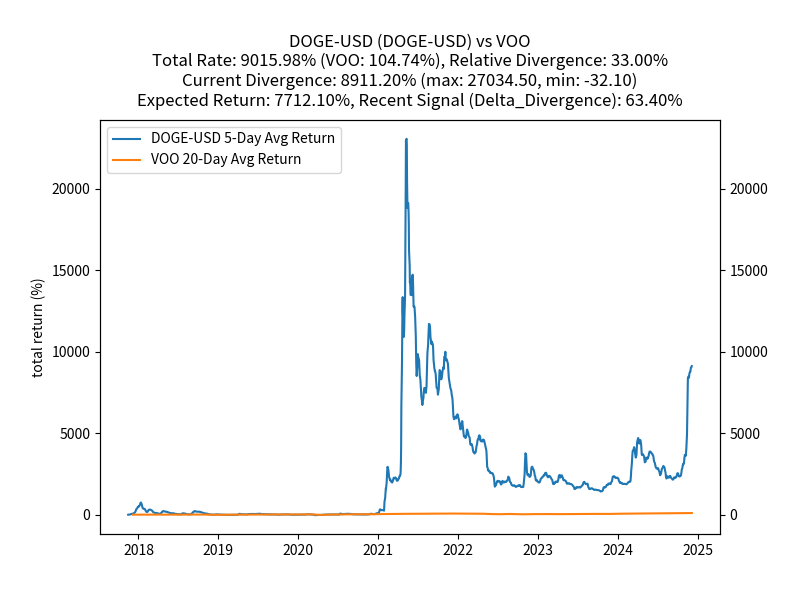 DOGE-USD (DOGE-USD) vs VOO
Total Rate: 9015.98% (VOO: 104.74%), Relative Divergence: 33.00%
Current Divergence: 8911.20% (max: 27034.50, min: -32.10)
Expected Return: 7712.10%, Recent Signal (Delta_Divergence): 63.40%
DOGE-USD 5-Day Avg Return
VOO 20-Day Avg Return
total return (%)
20000
15000
10000
5000
0
20000
15000
10000
5000
0
2018 2019 2020 2021 2022 2023 2024 2025